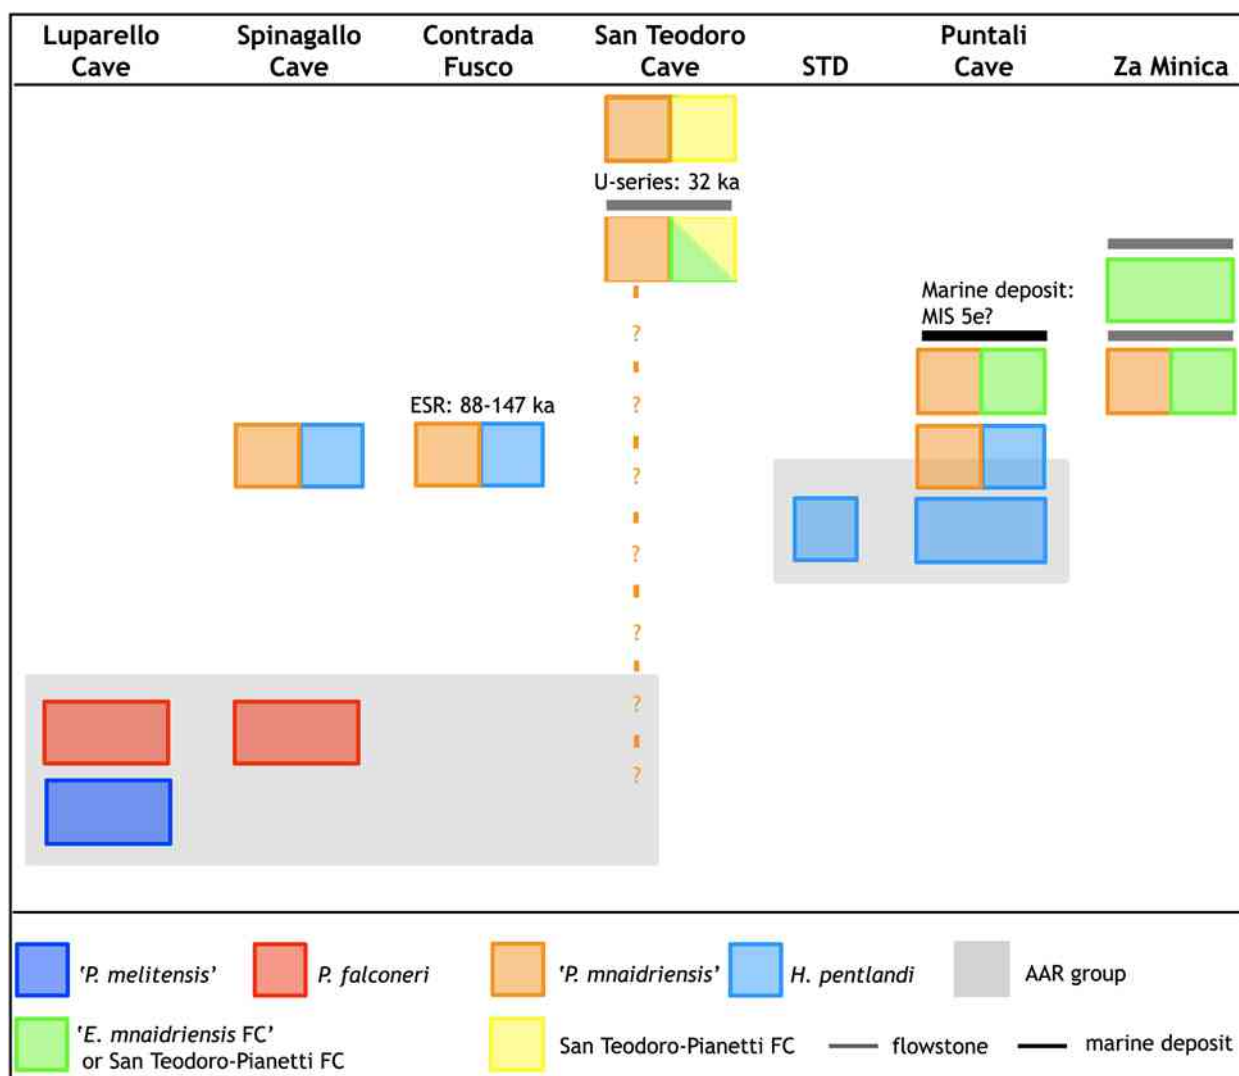 Luparello
Cave
Spinagallo
Cave
Contrada
Fusco
San Teodoro
Cave
STD
Puntali
Cave
Za Minica
U-series: 32 ka
Marine deposit:
MIS 5e?
ESR: 88-147 ka
?
?
?
?
?
?
?
'P. melitensis'
P. falconeri
'P. mnaidriensis'
H. pentlandi
AAR group
'E. mnaidriensis FC'
or San Teodoro-Pianetti FC
San Teodoro-Pianetti FC
flowstone
marine deposit